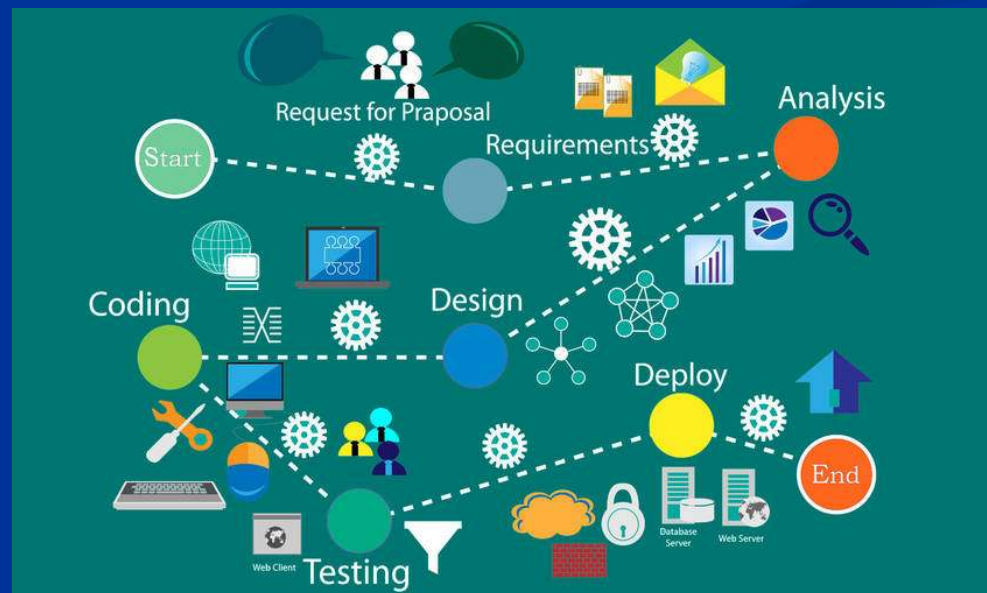 Request for Praposal
Start
Requirements
Analysis
Coding
Design
Deploy
End
Database
Server
Web Server
Web Client
Testing